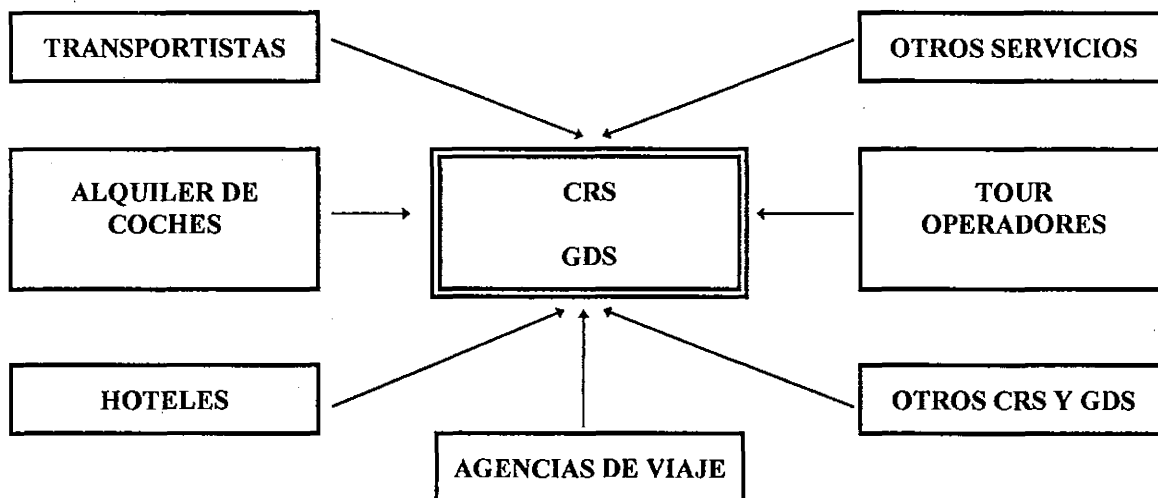 TRANSPORTISTAS
OTROS SERVICIOS
ALQUILER DE
COCHES
CRS
GDS
TOUR
OPERADORES
HOTELES
OTROS CRS Y GDS
AGENCIAS DE VIAJE